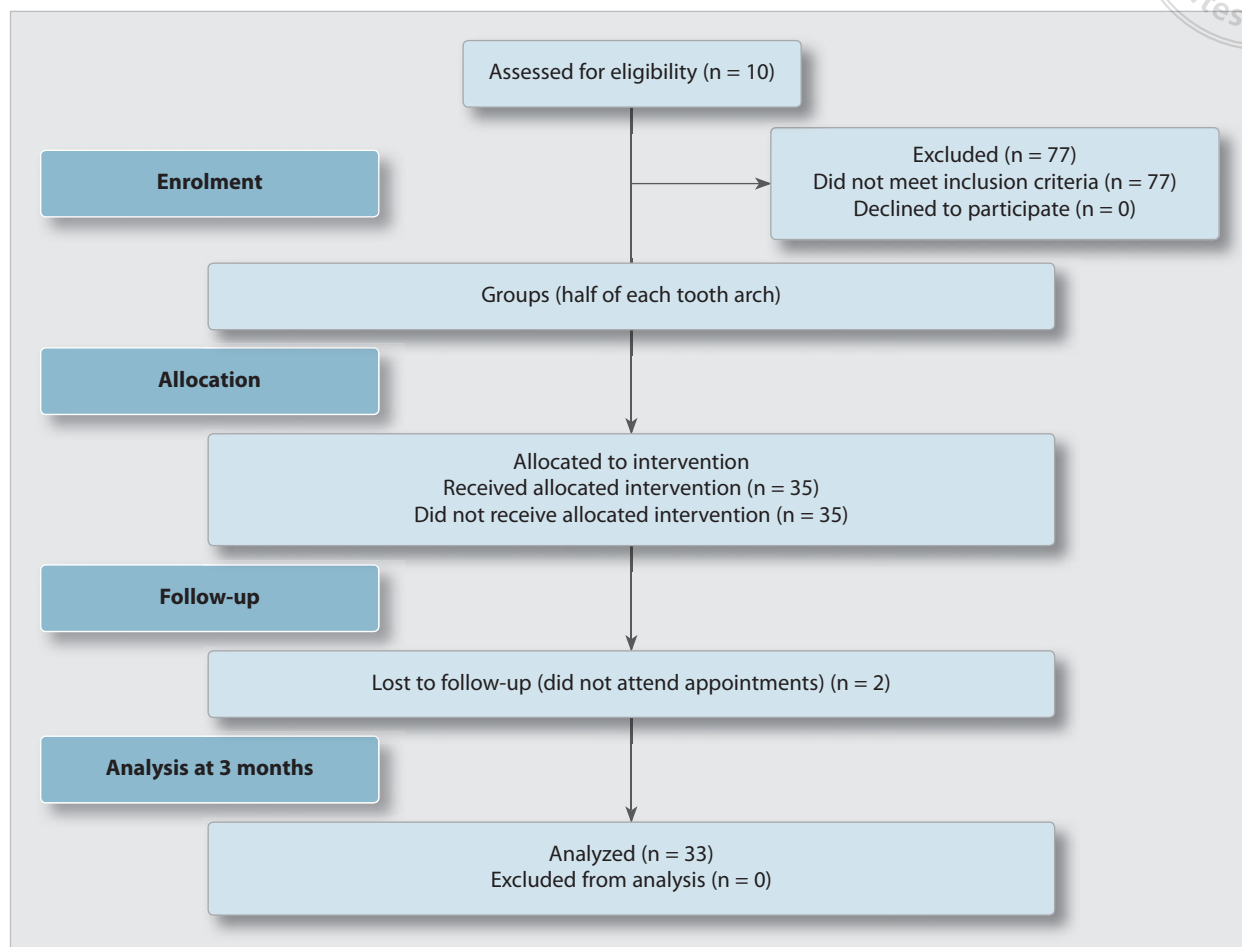 Assessed for eligibility (n = 10)
Enrolment
Excluded (n = 77)
Did not meet inclusion criteria (n = 77)
Declined to participate (n = 0)
Groups (half of each tooth arch)
Allocation
Allocated to intervention
Received allocated intervention (n = 35)
Did not receive allocated intervention (n = 35)
Follow-up
Lost to follow-up (did not attend appointments) (n = 2)
Analysis at 3 months
Analyzed (n = 33)
Excluded from analysis (n = 0)